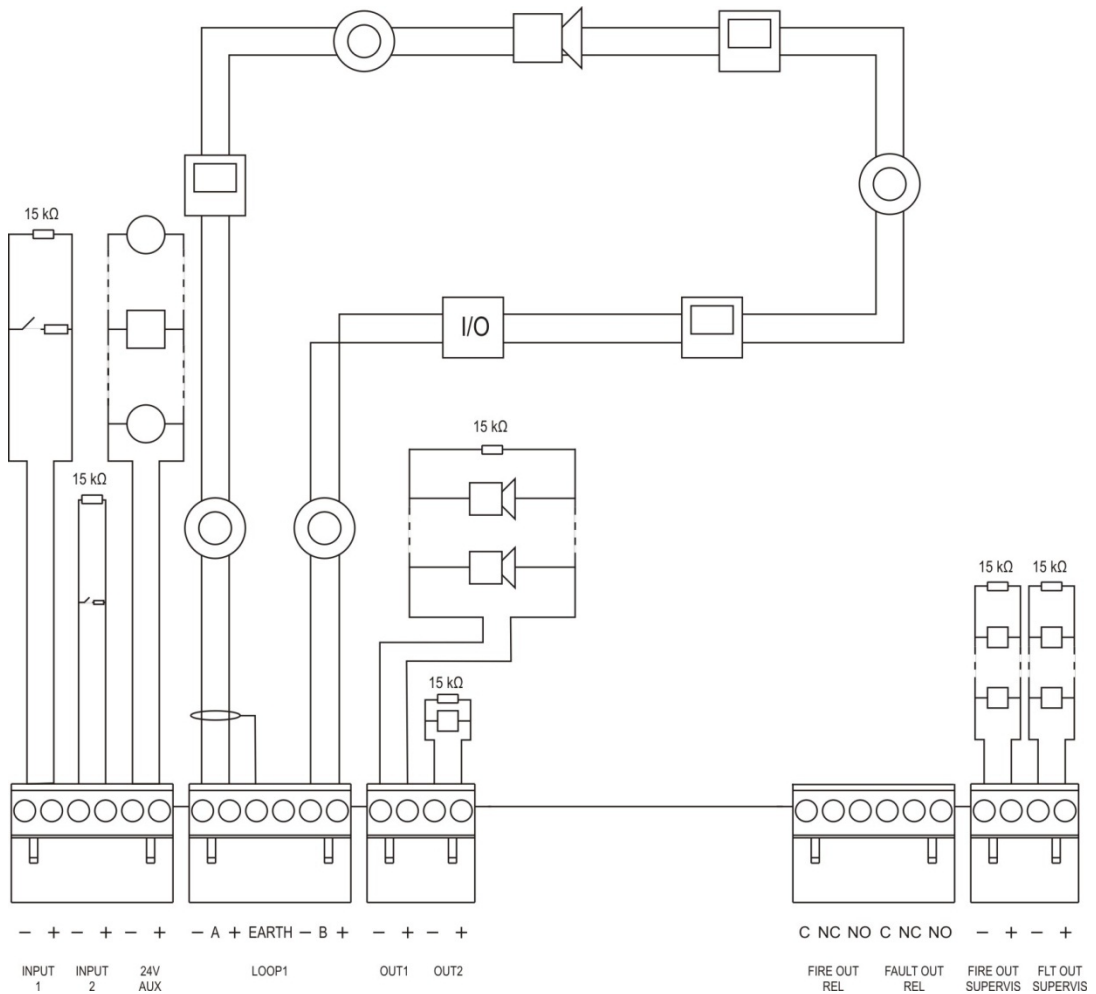 15 kΩ
I/O
15 kΩ
15 kΩ
15 kΩ 15 kΩ
15 kΩ
− + − + − + − A + EARTH − B + − + − + C NC NO C NC NO − + − +
INPUT 1
INPUT 2
24V AUX
LOOP1
OUT1
OUT2
FIRE OUT REL
FAULT OUT REL
FIRE OUT SUPERVIS
FLT OUT SUPERVIS